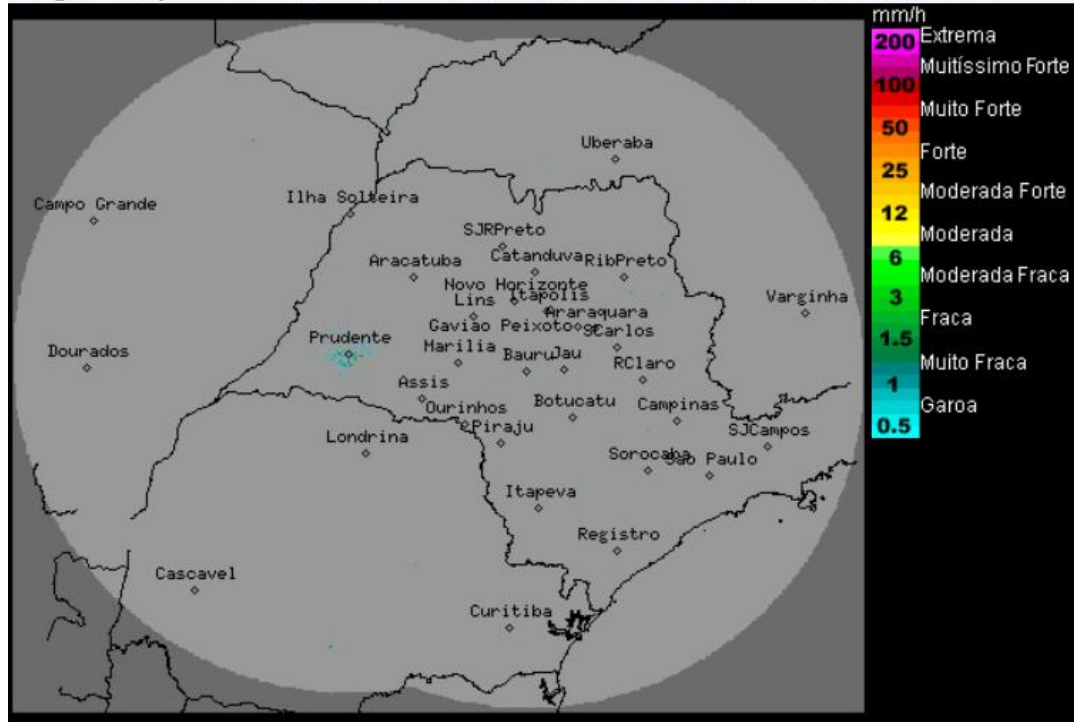 mm/h
200 Extrema
Muitíssimo Forte
100
Muito Forte
50
Forte
25
Moderada Forte
12
Moderada
6
Moderada Fraca
3
Fraca
1.5
Muito Fraca
1
Garoa
0.5
Uberaba
Campo Grande
Ilha Solteira
SJRPreto
Catanduva
Aracatuba
RibPreto
Novo Horizonte
Lins
Itapolis
Varginha
Araraquara
Gavião Peixoto
SCarlos
Prudente
Dourados
Marilia
Bauru
Jau
RClaro
Assis
Ourinhos
Botucatu
Campinas
Piraju
Londrina
SJCampos
Sorocaba
São Paulo
Itapeva
Registro
Cascavel
Curitiba